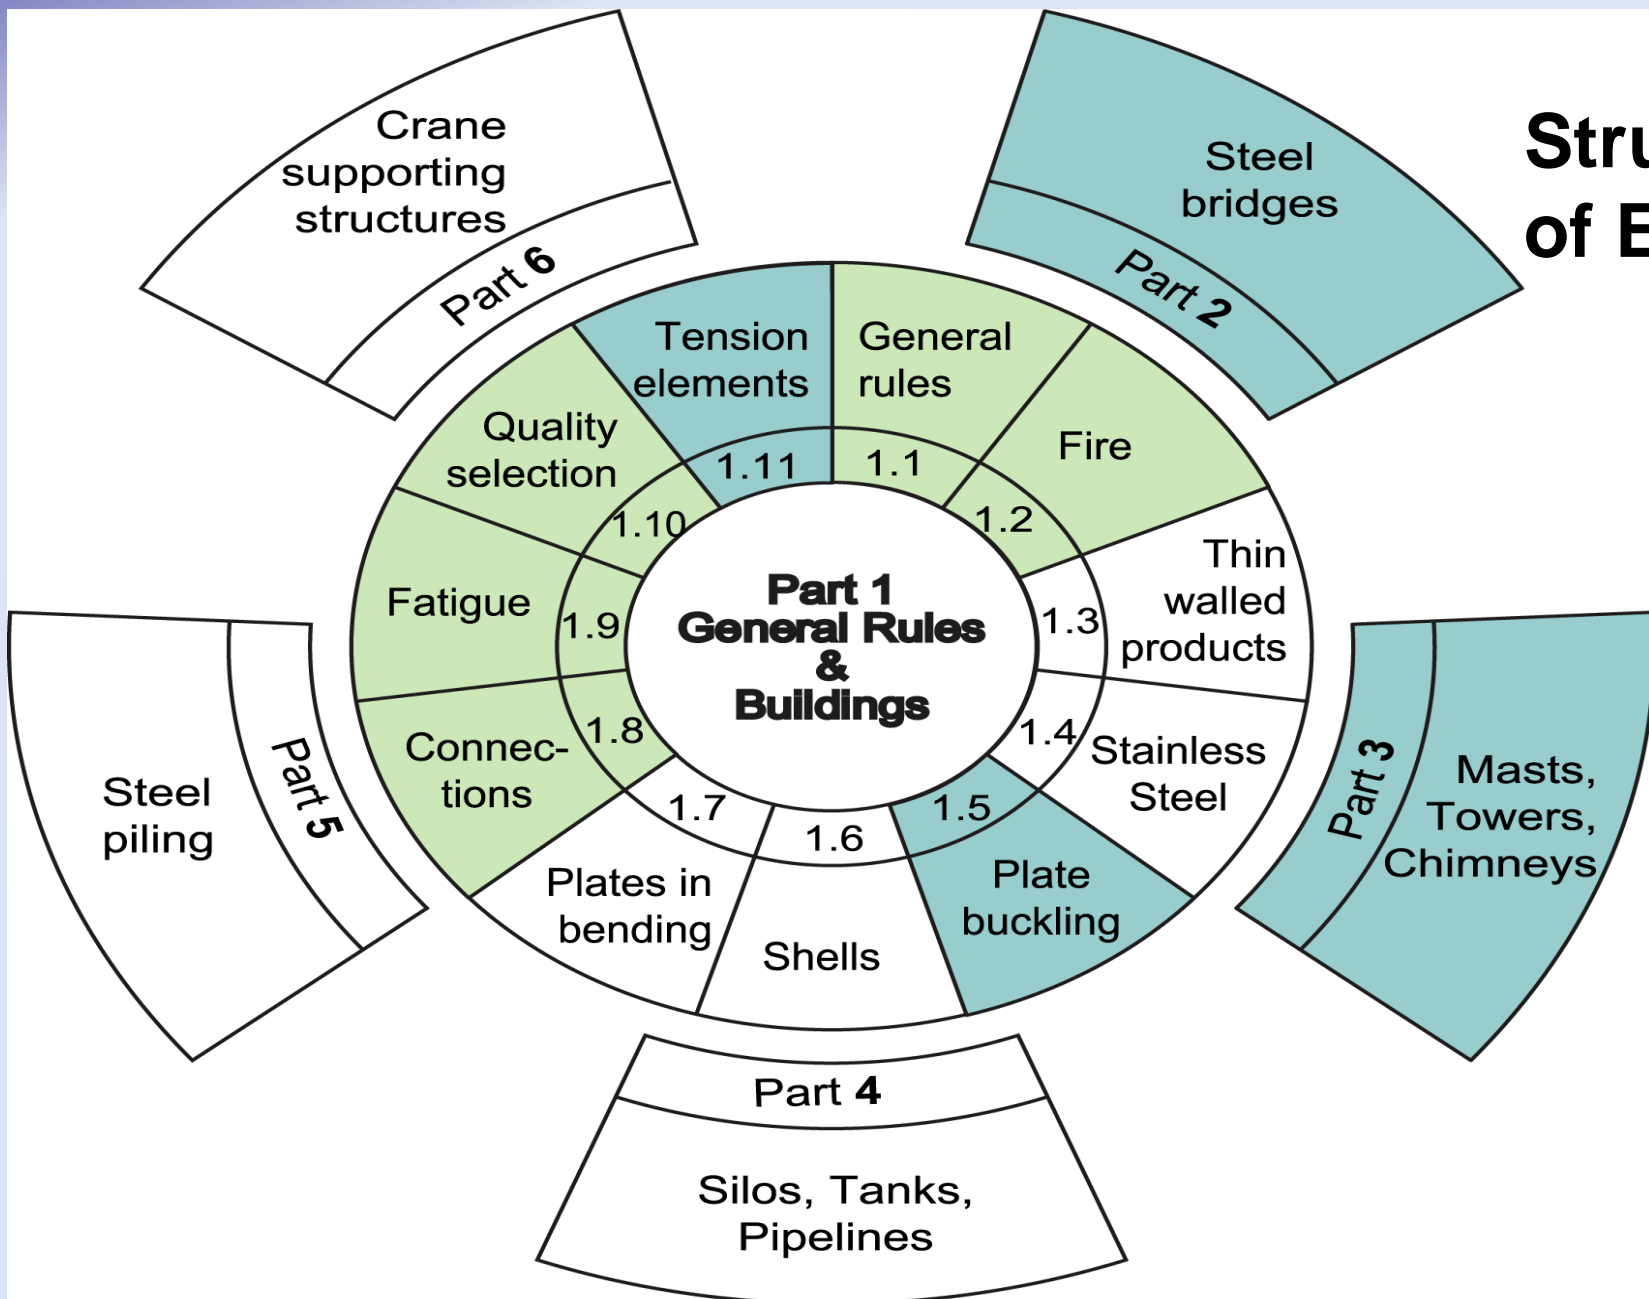 Stru
of E
Crane
supporting
structures
Part 6
Steel
bridges
Part 2
Tension
elements
1.11
General
rules
1.1
Fire
1.2
Thin
walled
products
1.3
Stainless
Steel
1.4
Plate
buckling
1.5
Shells
1.6
Plates in
bending
1.7
Connec-
tions
1.8
Fatigue
1.9
Quality
selection
1.10
Part 1
General Rules
&
Buildings
Part 3
Masts,
Towers,
Chimneys
Part 5
Steel
piling
Part 4
Silos, Tanks,
Pipelines